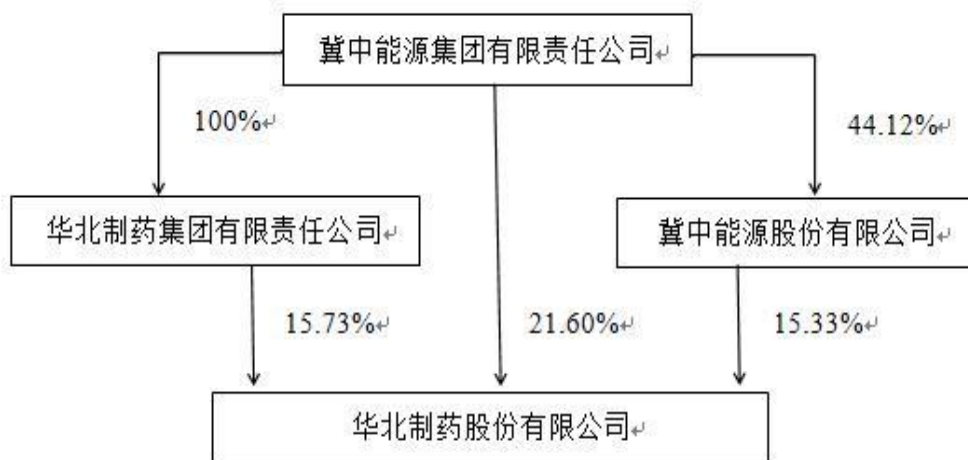 冀中能源集团有限责任公司
100%
44.12%
华北制药集团有限责任公司
冀中能源股份有限公司
15.73%
21.60%
15.33%
华北制药股份有限公司